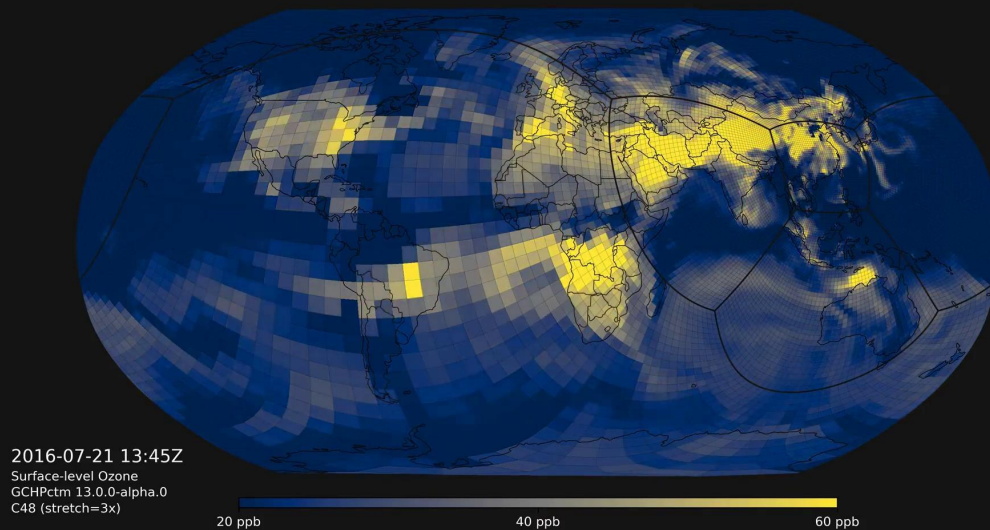 2016-07-21 13:45Z
Surface-level Ozone
GCHPctm 13.0.0-alpha.0
C48 (stretch=3x)
20 ppb
40 ppb
60 ppb